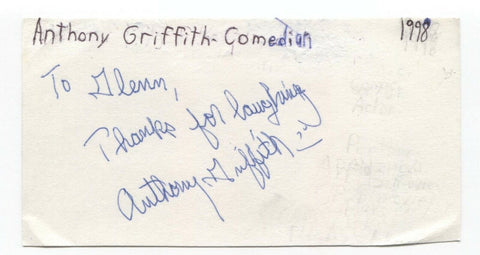 Anthony Griffith-Comedian 1998
To Glenn,
Thanks for laughing
Anthony Griffith